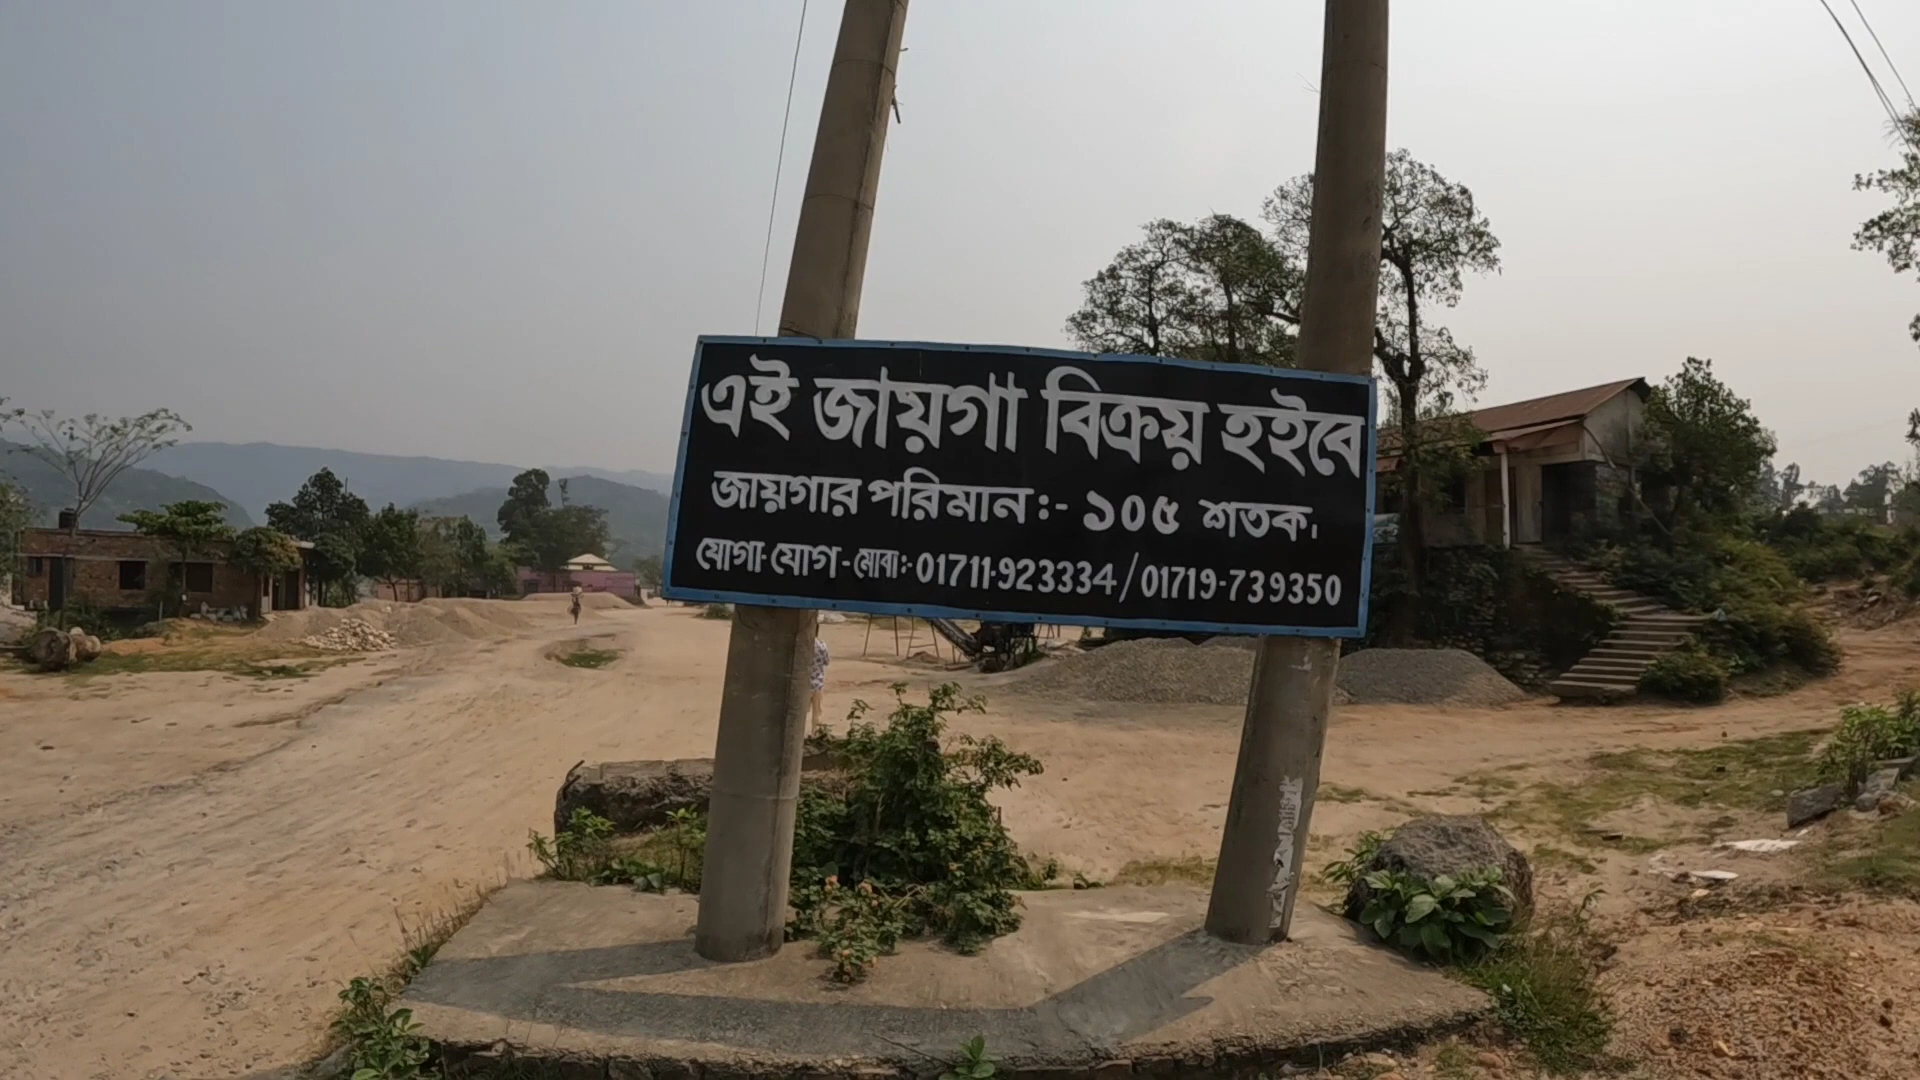 এই জায়গা বিক্রয় হইবে
জায়গার পরিমান:- ১০৫ শতক.
যোগা-যোগ-মোবা:-01711-923334/01719-739350